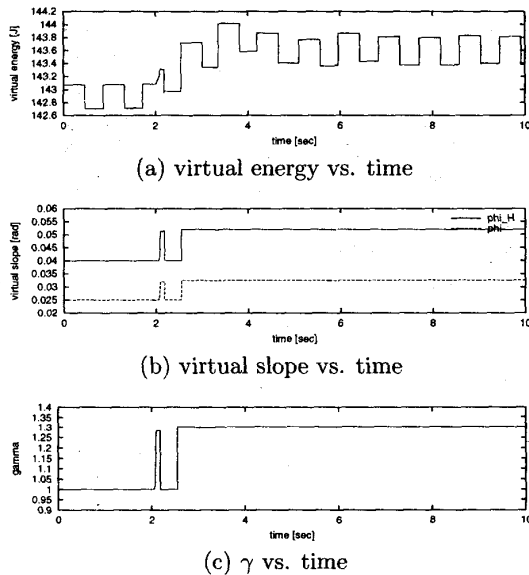 virtual energy [J]
144.2
144
143.8
143.6
143.4
143.2
143
142.8
142.6
0 2 4 6 8 10
time [sec]
(a) virtual energy vs. time
virtual slope [rad]
0.06
0.055
0.05
0.045
0.04
0.035
0.03
0.025
0.02
phi_H
phi
0 2 4 6 8 10
time [sec]
(b) virtual slope vs. time
gamma
1.4
1.35
1.3
1.25
1.2
1.15
1.1
1.05
1
0.95
0.9
0 2 4 6 8 10
time [sec]
(c) γ vs. time